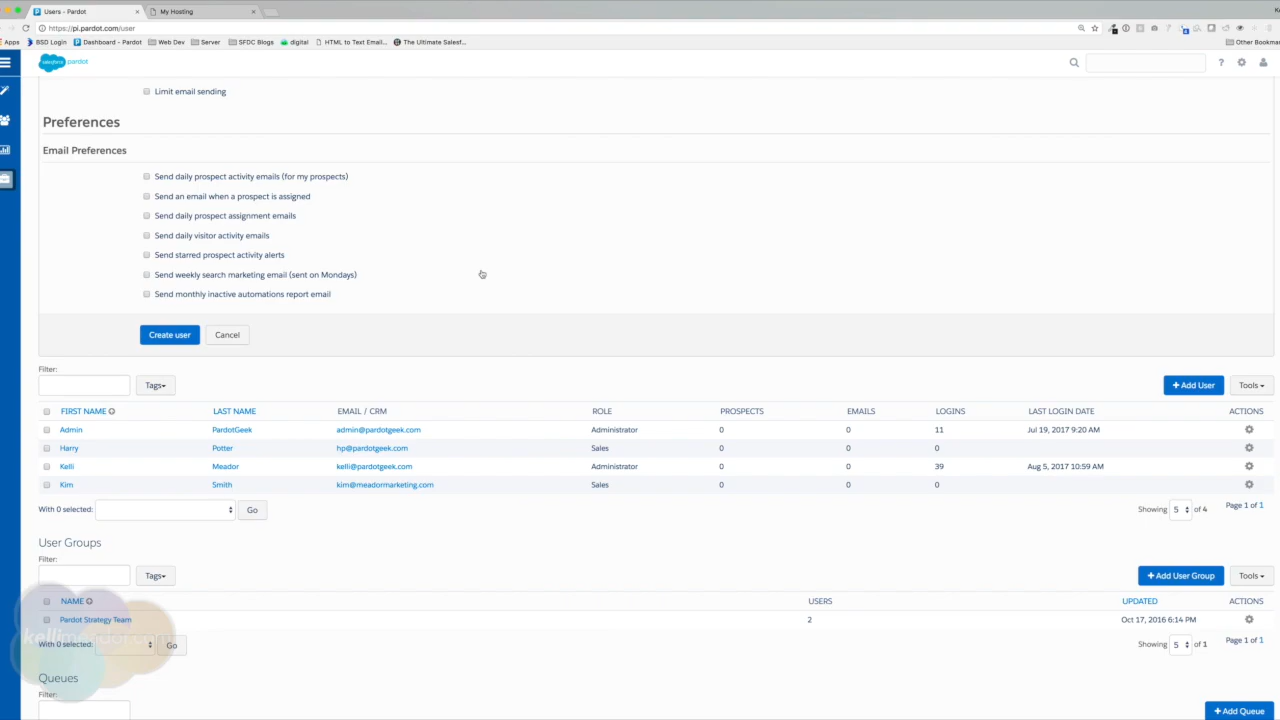 Users - Pardot
My Hosting
https://pi.pardot.com/user
Apps BSD Login Dashboard - Pardot Web Dev Server SFDC Blogs digital HTML to Text Email... The Ultimate Salesf... Other Bookmar
salesforce pardot
Limit email sending
Preferences
Email Preferences
Send daily prospect activity emails (for my prospects)
Send an email when a prospect is assigned
Send daily prospect assignment emails
Send daily visitor activity emails
Send starred prospect activity alerts
Send weekly search marketing email (sent on Mondays)
Send monthly inactive automations report email
Create user Cancel
Filter:
Tags + Add User Tools
FIRST NAME LAST NAME EMAIL / CRM ROLE PROSPECTS EMAILS LOGINS LAST LOGIN DATE ACTIONS
Admin PardotGeek admin@pardotgeek.com Administrator 0 0 11 Jul 19, 2017 9:20 AM
Harry Potter hp@pardotgeek.com Sales 0 0 0
Kelli Meador kelli@pardotgeek.com Administrator 0 0 39 Aug 5, 2017 10:59 AM
Kim Smith kim@meadormarketing.com Sales 0 0 0
With 0 selected: Go Showing 5 of 4 Page 1 of 1
User Groups
Filter:
Tags + Add User Group Tools
NAME USERS UPDATED ACTIONS
Pardot Strategy Team 2 Oct 17, 2016 6:14 PM
kellimeador.com
With 0 selected: Go Showing 5 of 1 Page 1 of 1
Queues
Filter:
+ Add Queue